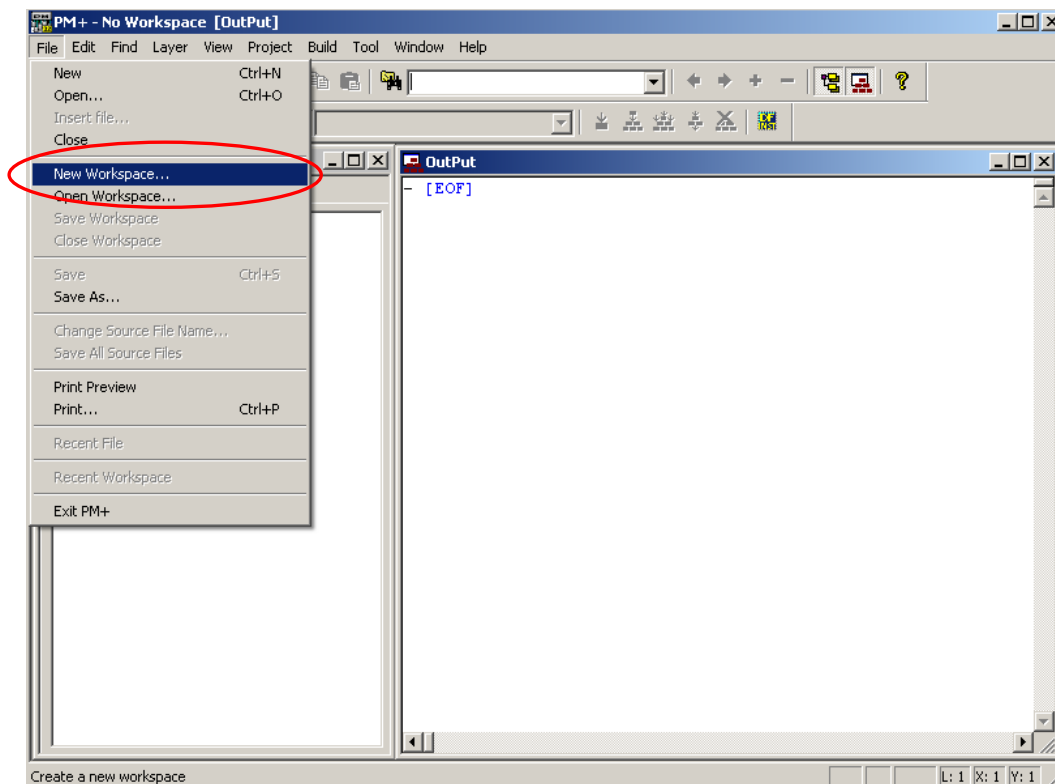 PM+ - No Workspace [OutPut]
File Edit Find Layer View Project Build Tool Window Help
New Ctrl+N
Open... Ctrl+O
Insert file...
Close
New Workspace...
Open Workspace...
Save Workspace
Close Workspace
Save Ctrl+S
Save As...
Change Source File Name...
Save All Source Files
Print Preview
Print... Ctrl+P
Recent File
Recent Workspace
Exit PM+
OutPut
[EOF]
Create a new workspace
L: 1 X: 1 Y: 1